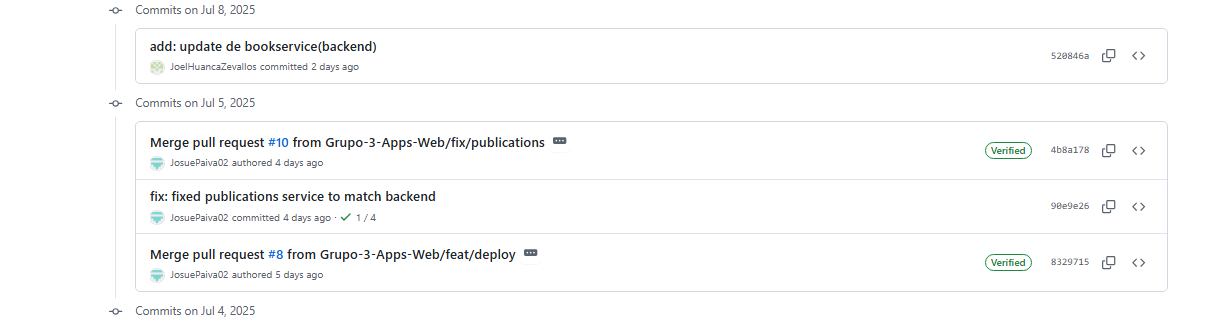 Commits on Jul 8, 2025
add: update de bookservice(backend)
JoelHuancaZevallos committed 2 days ago
520846a
Commits on Jul 5, 2025
Merge pull request #10 from Grupo-3-Apps-Web/fix/publications
JosuePaiva02 authored 4 days ago
Verified
4b8a178
fix: fixed publications service to match backend
JosuePaiva02 committed 4 days ago · ✓ 1 / 4
90e9e26
Merge pull request #8 from Grupo-3-Apps-Web/feat/deploy
JosuePaiva02 authored 5 days ago
Verified
8329715
Commits on Jul 4, 2025